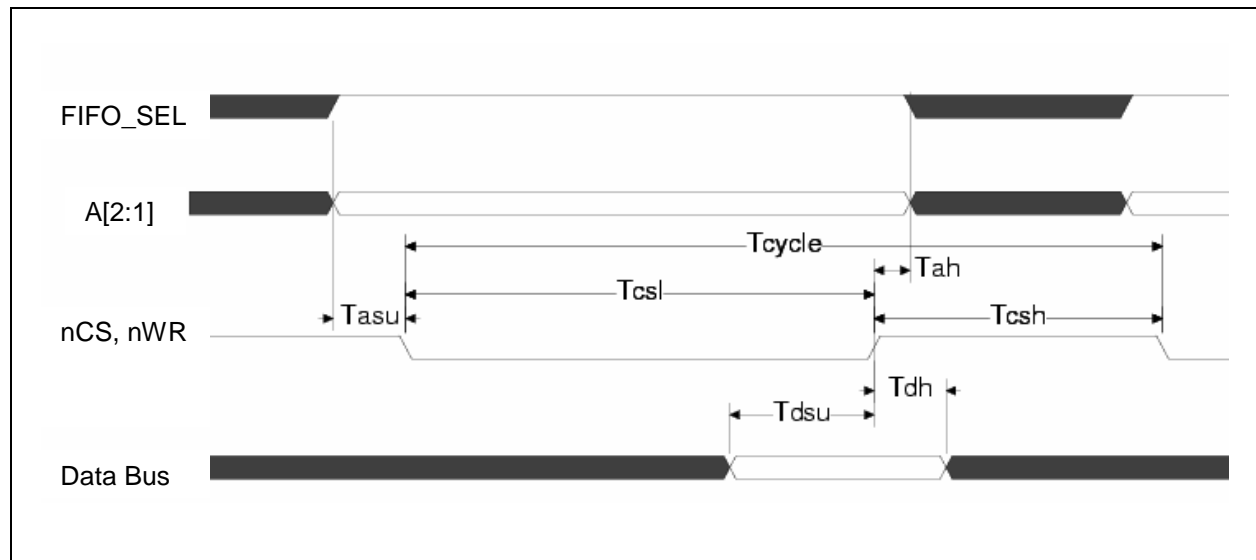 FIFO_SEL
A[2:1]
Tcycle
Tah
Tcsl
Tasu
Tcsh
nCS, nWR
Tdh
Tdsu
Data Bus